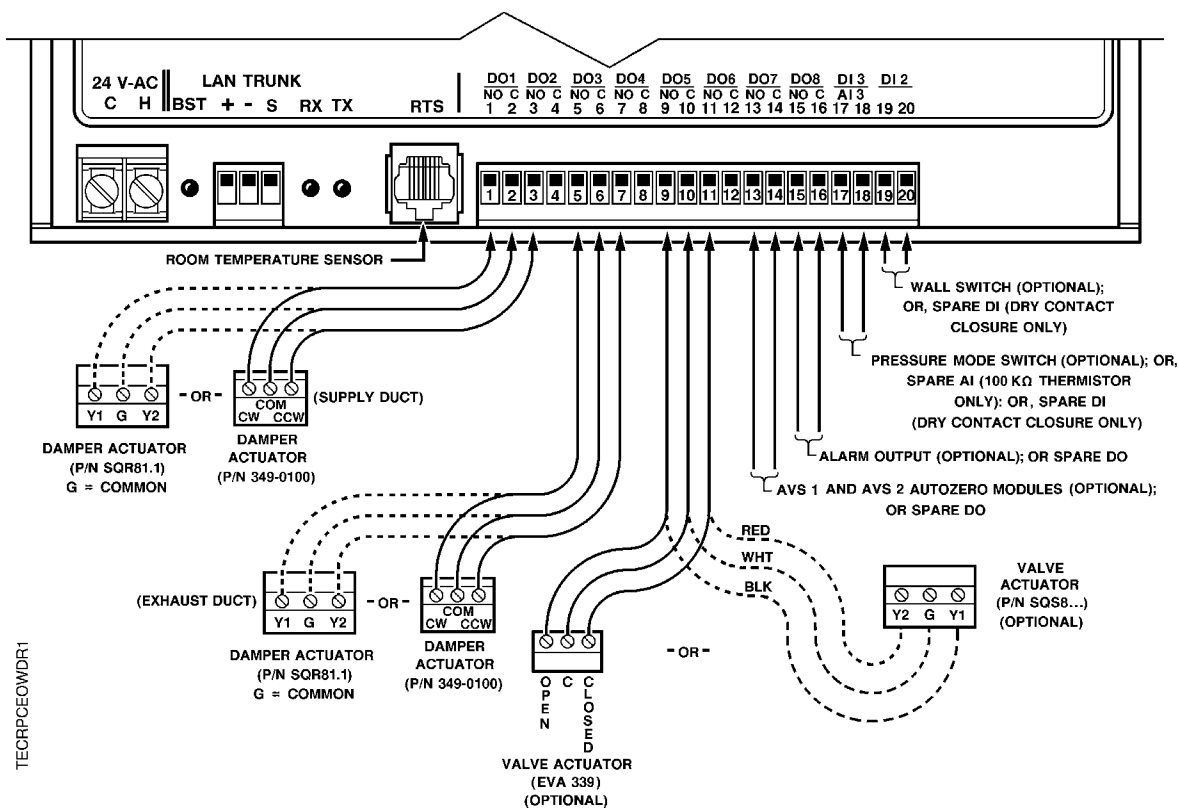 24 V-AC LAN TRUNK DO1 DO2 DO3 DO4 DO5 DO6 DO7 DO8 DI 3 DI 2
C H BST + - S RX TX RTS NO C NO C NO C NO C NO C NO C NO C NO C AI 3
1 2 3 4 5 6 7 8 9 10 11 12 13 14 15 16 17 18 19 20
1 2 3 4 5 6 7 8 9 10 11 12 13 14 15 16 17 18 19 20
ROOM TEMPERATURE SENSOR
WALL SWITCH (OPTIONAL);
OR, SPARE DI (DRY CONTACT
CLOSURE ONLY)
PRESSURE MODE SWITCH (OPTIONAL); OR,
SPARE AI (100 KΩ THERMISTOR
ONLY): OR, SPARE DI
(DRY CONTACT CLOSURE ONLY)
ALARM OUTPUT (OPTIONAL); OR SPARE DO
AVS 1 AND AVS 2 AUTOZERO MODULES (OPTIONAL);
OR SPARE DO
Y1 G Y2
DAMPER ACTUATOR
(P/N SQR81.1)
G = COMMON
-OR-
COM
CW CCW
(SUPPLY DUCT)
DAMPER
ACTUATOR
(P/N 349-0100)
(EXHAUST DUCT)
Y1 G Y2
DAMPER ACTUATOR
(P/N SQR81.1)
G = COMMON
-OR-
COM
CW CCW
DAMPER
ACTUATOR
(P/N 349-0100)
OPEN C CLOSED
VALVE ACTUATOR
(EVA 339)
(OPTIONAL)
-OR-
RED
WHT
BLK
Y2 G Y1
VALVE
ACTUATOR
(P/N SQS8...)
(OPTIONAL)
TECRPCEOWDR1